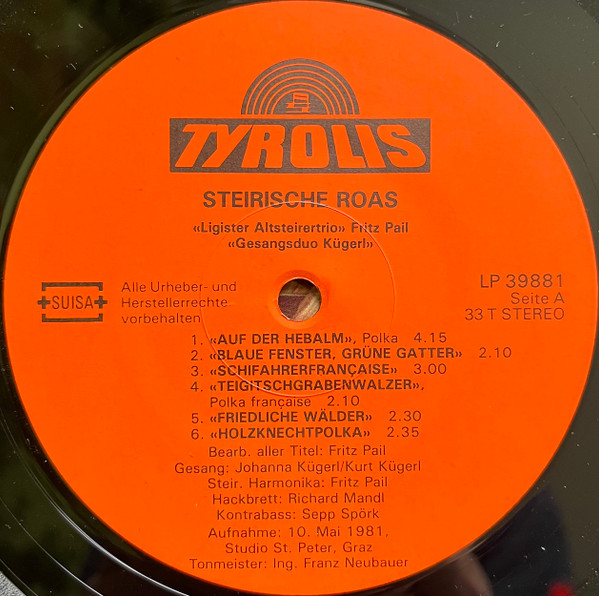 TYROLIS
STEIRISCHE ROAS
«Ligister Altsteirertrio» Fritz Pail
«Gesangsduo Kügerl»
SUISA
Alle Urheber- und
Herstellerrechte
vorbehalten
LP 39881
Seite A
33 T STEREO
1. «AUF DER HEBALM», Polka 4.15
2. «BLAUE FENSTER, GRÜNE GATTER» 2.10
3. «SCHIFAHRERFRANÇAISE» 3.00
4. «TEIGITSCHGRABENWALZER»,
Polka française 2.10
5. «FRIEDLICHE WÄLDER» 2.30
6. «HOLZKNECHTPOLKA» 2.35
Bearb. aller Titel: Fritz Pail
Gesang: Johanna Kügerl/Kurt Kügerl
Steir. Harmonika: Fritz Pail
Hackbrett: Richard Mandl
Kontrabass: Sepp Spörk
Aufnahme: 10. Mai 1981,
Studio St. Peter, Graz
Tonmeister: Ing. Franz Neubauer